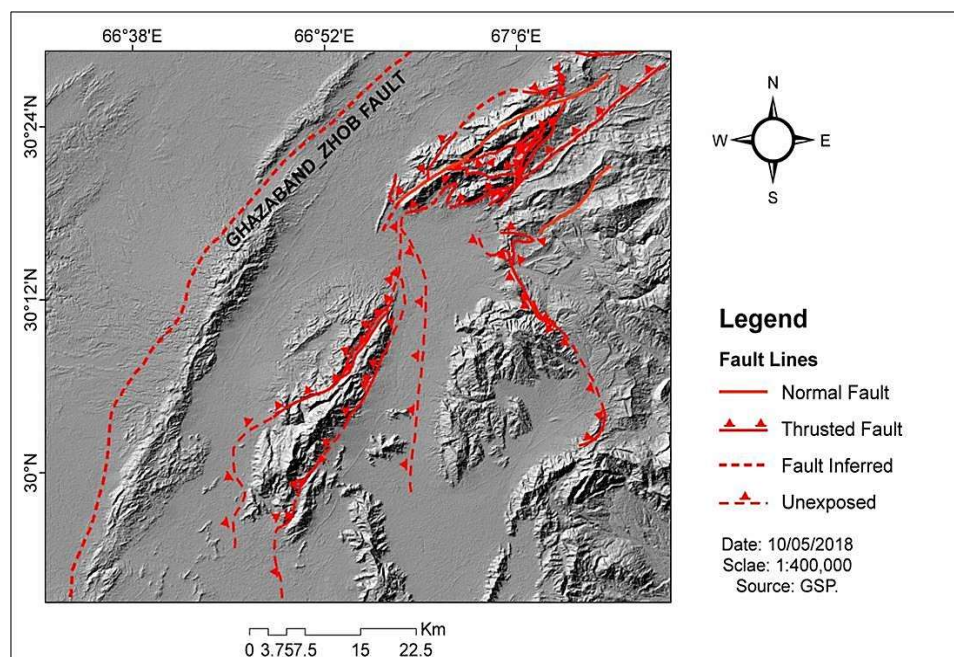 66°38'E 66°52'E 67°6'E
30°24'N
30°12'N
30°N
GHAZABAND_ZHOB FAULT
N
W E
S
Legend
Fault Lines
Normal Fault
Thrusted Fault
Fault Inferred
Unexposed
Date: 10/05/2018
Sclae: 1:400,000
Source: GSP.
Km
0 3.757.5 15 22.5